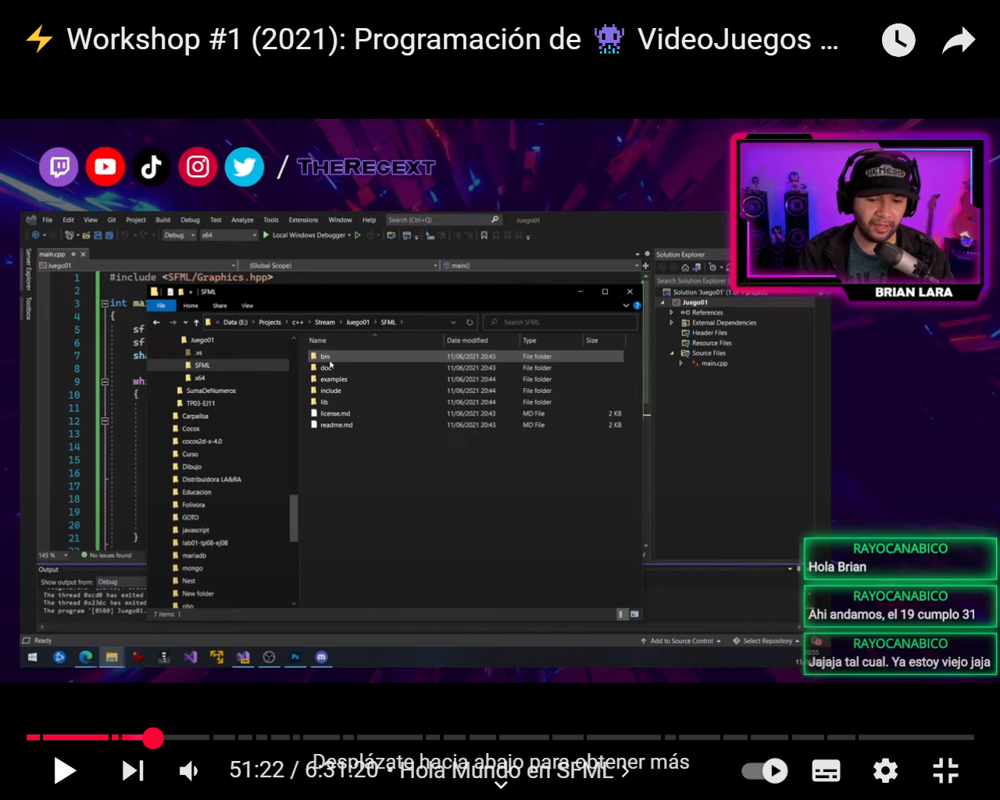 ⚡ Workshop #1 (2021): Programación de 👾 VideoJuegos ...
/ THEREGEXT
File Edit View Git Project Build Debug Test Analyze Tools Extensions Window Help Search (Ctrl+Q) Juego01
Debug x64 Local Windows Debugger
GENESIS
BRIAN LARA
Server Explorer
Toolbox
main.cpp
Juego01 (Global Scope) main()
1 #include <SFML/Graphics.hpp>
2
3 int mai
4 {
5 sf
6 sf
7 sha
8
9 whi
10 {
11
12
13
14
15
16
17
18
19
20
21 }
145 % No issues found
SFML
File Home Share View
Data (E:) > Projects > c++ > Stream > Juego01 > SFML >
Search SFML
Juego01
.vs
SFML
x64
SumaDeNumeros
TP03-EJ11
Carpallsa
Cocos
cocos2d-x-4.0
Curso
Dibujo
Distribuidora LA&RA
Educacion
Folivora
GOTO
javascript
lab01-tp08-ej08
mariadb
mongo
Nest
New folder
php
Name Date modified Type Size
bin 11/06/2021 20:43 File folder
doc 11/06/2021 20:43 File folder
examples 11/06/2021 20:44 File folder
include 11/06/2021 20:44 File folder
lib 11/06/2021 20:44 File folder
license.md 11/06/2021 20:43 MD File 2 KB
readme.md 11/06/2021 20:43 MD File 2 KB
7 items
Solution Explorer
Search Solution Explorer
Solution 'Juego01' (1 of 1 project)
Juego01
References
External Dependencies
Header Files
Resource Files
Source Files
main.cpp
Output
Show output from: Debug
The thread 0xcd0 has exited
The thread 0x23dc has exited
The program '[8580] Juego01.
Ready
Add to Source Control Select Repository
20:55
RAYOCANABICO
Hola Brian
RAYOCANABICO
Ahi andamos, el 19 cumplo 31
RAYOCANABICO
Jajaja tal cual. Ya estoy viejo jaja
Desplázate hacia abajo para obtener más
51:22 / 6:31:20 • Hola Mundo en SFML >